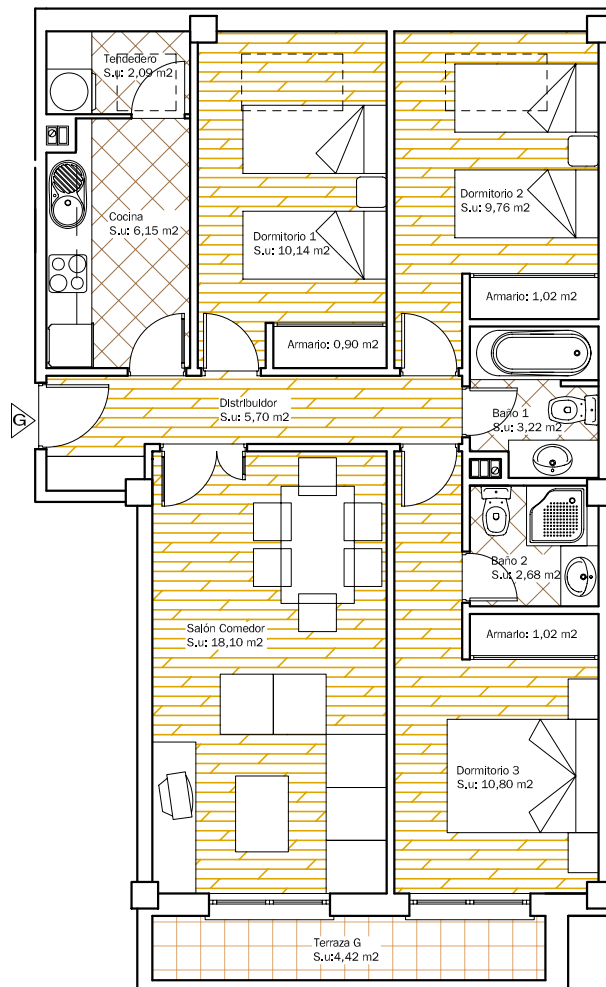 Tendedero
S.u: 2,09 m2
Cocina
S.u: 6,15 m2
Dormitorio 1
S.u: 10,14 m2
Dormitorio 2
S.u: 9,76 m2
Armario: 1,02 m2
Armario: 0,90 m2
G
Distribuidor
S.u: 5,70 m2
Baño 1
S.u: 3,22 m2
Baño 2
S.u: 2,68 m2
Salón Comedor
S.u: 18,10 m2
Armario: 1,02 m2
Dormitorio 3
S.u: 10,80 m2
Terraza G
S.u:4,42 m2